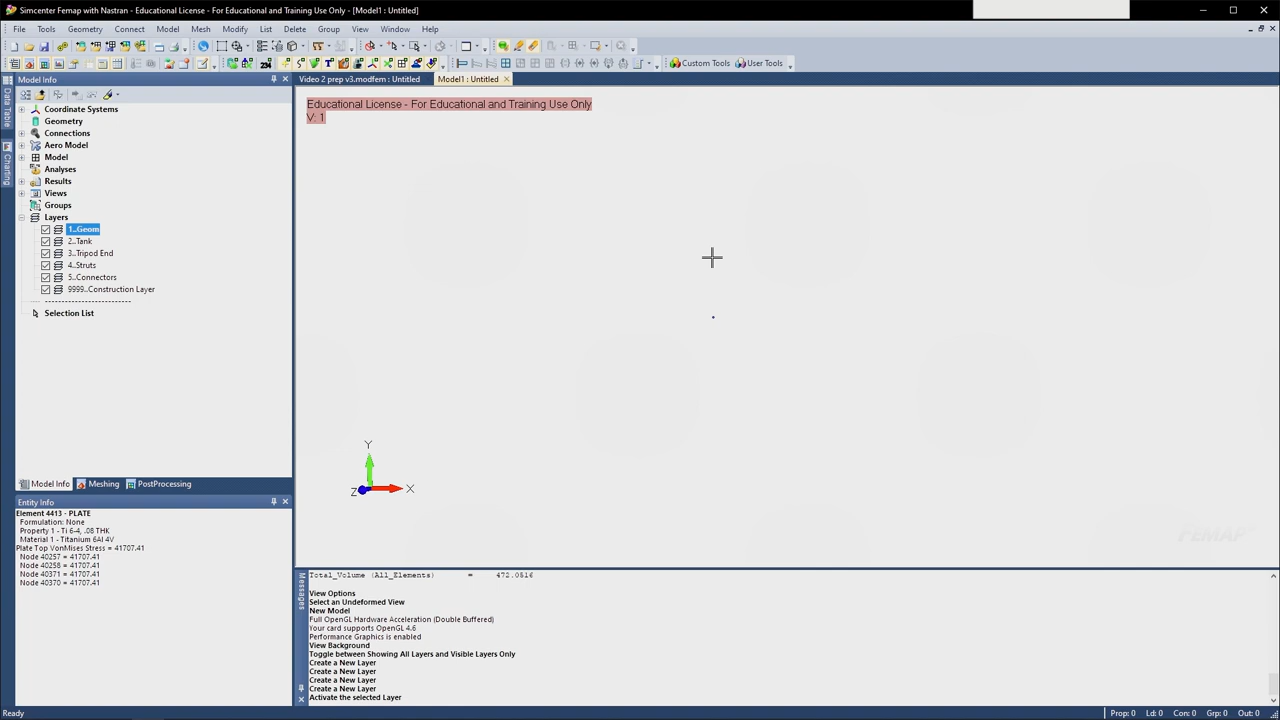 Simcenter Femap with Nastran - Educational License - For Educational and Training Use Only - [Model1 : Untitled]
File Tools Geometry Connect Model Mesh Modify List Delete Group View Window Help
Custom Tools User Tools
Model Info
Video 2 prep v3.modfem : Untitled Model1 : Untitled
Data Table
Charting
Coordinate Systems
Geometry
Connections
Aero Model
Model
Analyses
Results
Views
Groups
Layers
1..Geom
2..Tank
3..Tripod End
4..Struts
5..Connectors
9999..Construction Layer
Selection List
Educational License - For Educational and Training Use Only
V: 1
Y
Z X
FEMAP
Model Info Meshing PostProcessing
Entity Info
Element 4413 - PLATE
Formulation: None
Property 1 - Ti 6-4, .08 THK
Material 1 - Titanium 6Al 4V
Plate Top VonMises Stress = 41707.41
Node 40257 = 41707.41
Node 40258 = 41707.41
Node 40371 = 41707.41
Node 40370 = 41707.41
Messages
Total_Volume (All_Elements) = 472.0516
View Options
Select an Undeformed View
New Model
Full OpenGL Hardware Acceleration (Double Buffered)
Your card supports OpenGL 4.6
Performance Graphics is enabled
View Background
Toggle between Showing All Layers and Visible Layers Only
Create a New Layer
Create a New Layer
Create a New Layer
Create a New Layer
Activate the selected Layer
Ready
Prop: 0 Ld: 0 Con: 0 Grp: 0 Out: 0